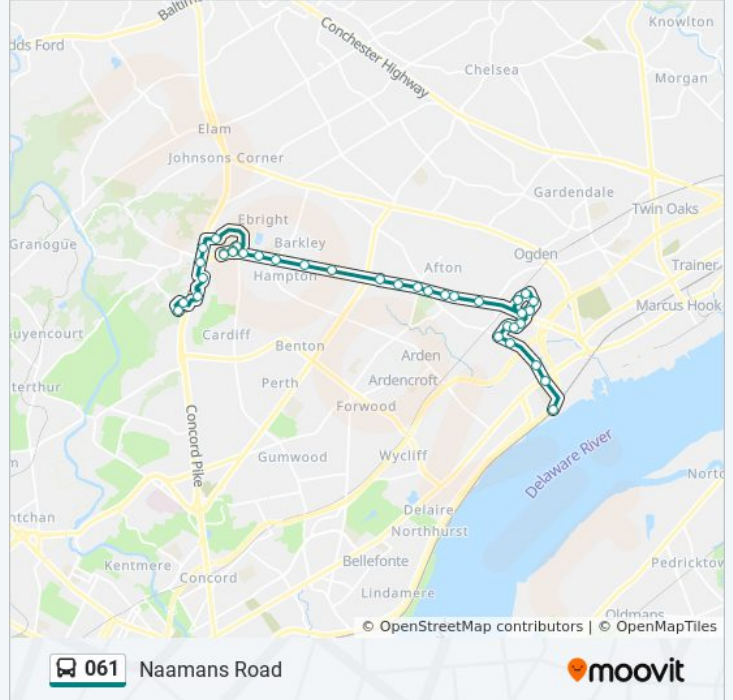 Baltim
Knowlton
dds Ford
Conchester Highway
Chelsea
Morgan
Elam
Johnsons Corner
Gardendale
Twin Oaks
Ebright
Granogue
Barkley
Ogden
Afton
Trainer
Hampton
Marcus Hook
Cardiff
uyencourt
Benton
Arden
Perth
Ardencroft
terthur
Forwood
Concord Pike
Gumwood
Wycliff
Delaware River
Norto
ntchan
Delaire
Northhurst
Bellefonte
Pedricktow
Kentmere
Concord
Lindamere
Oldmans
© OpenStreetMap contributors | © OpenMapTiles
061 Naamans Road
moovit